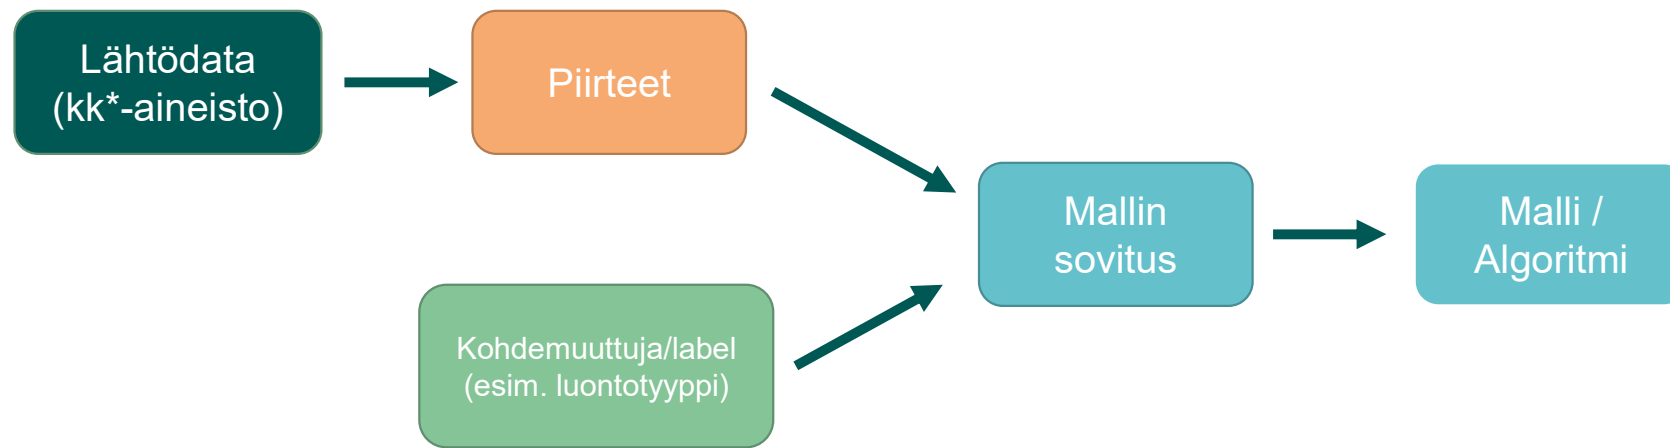 Lähtödata
(kk*-aineisto)
Piirteet
Mallin
sovitus
Malli /
Algoritmi
Kohdemuuttuja/label
(esim. luontotyyppi)